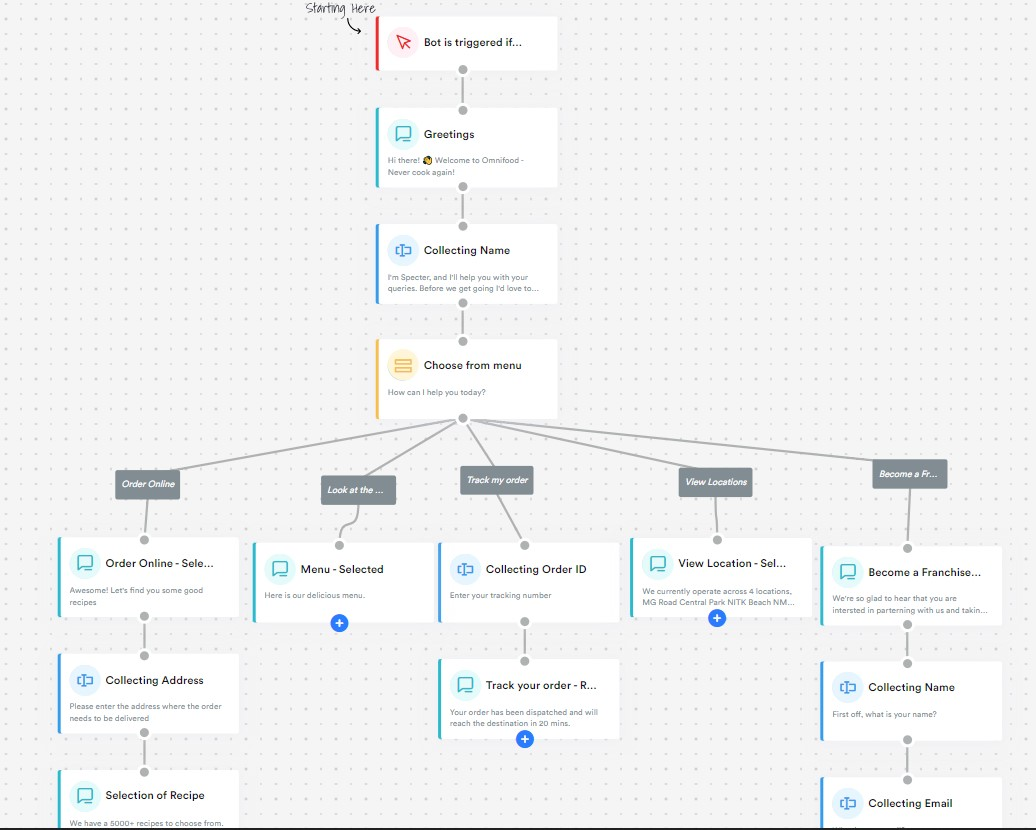 Starting Here
Bot is triggered if...
Greetings
Hi there! 👋 Welcome to Omnifood -
Never cook again!
Collecting Name
I'm Specter, and I'll help you with your
queries. Before we get going I'd love to...
Choose from menu
How can I help you today?
Order Online
Look at the ...
Track my order
View Locations
Become a Fr...
Order Online - Sele...
Awesome! Let's find you some good
recipes
Menu - Selected
Here is our delicious menu.
Collecting Order ID
Enter your tracking number
View Location - Sel...
We currently operate across 4 locations,
MG Road Central Park NITK Beach NM...
Become a Franchise...
We're so glad to hear that you are
intersted in parterning with us and takin...
Collecting Address
Please enter the address where the order
needs to be delivered
Track your order - R...
Your order has been dispatched and will
reach the destination in 20 mins.
Collecting Name
First off, what is your name?
Selection of Recipe
We have a 5000+ recipes to choose from.
Collecting Email